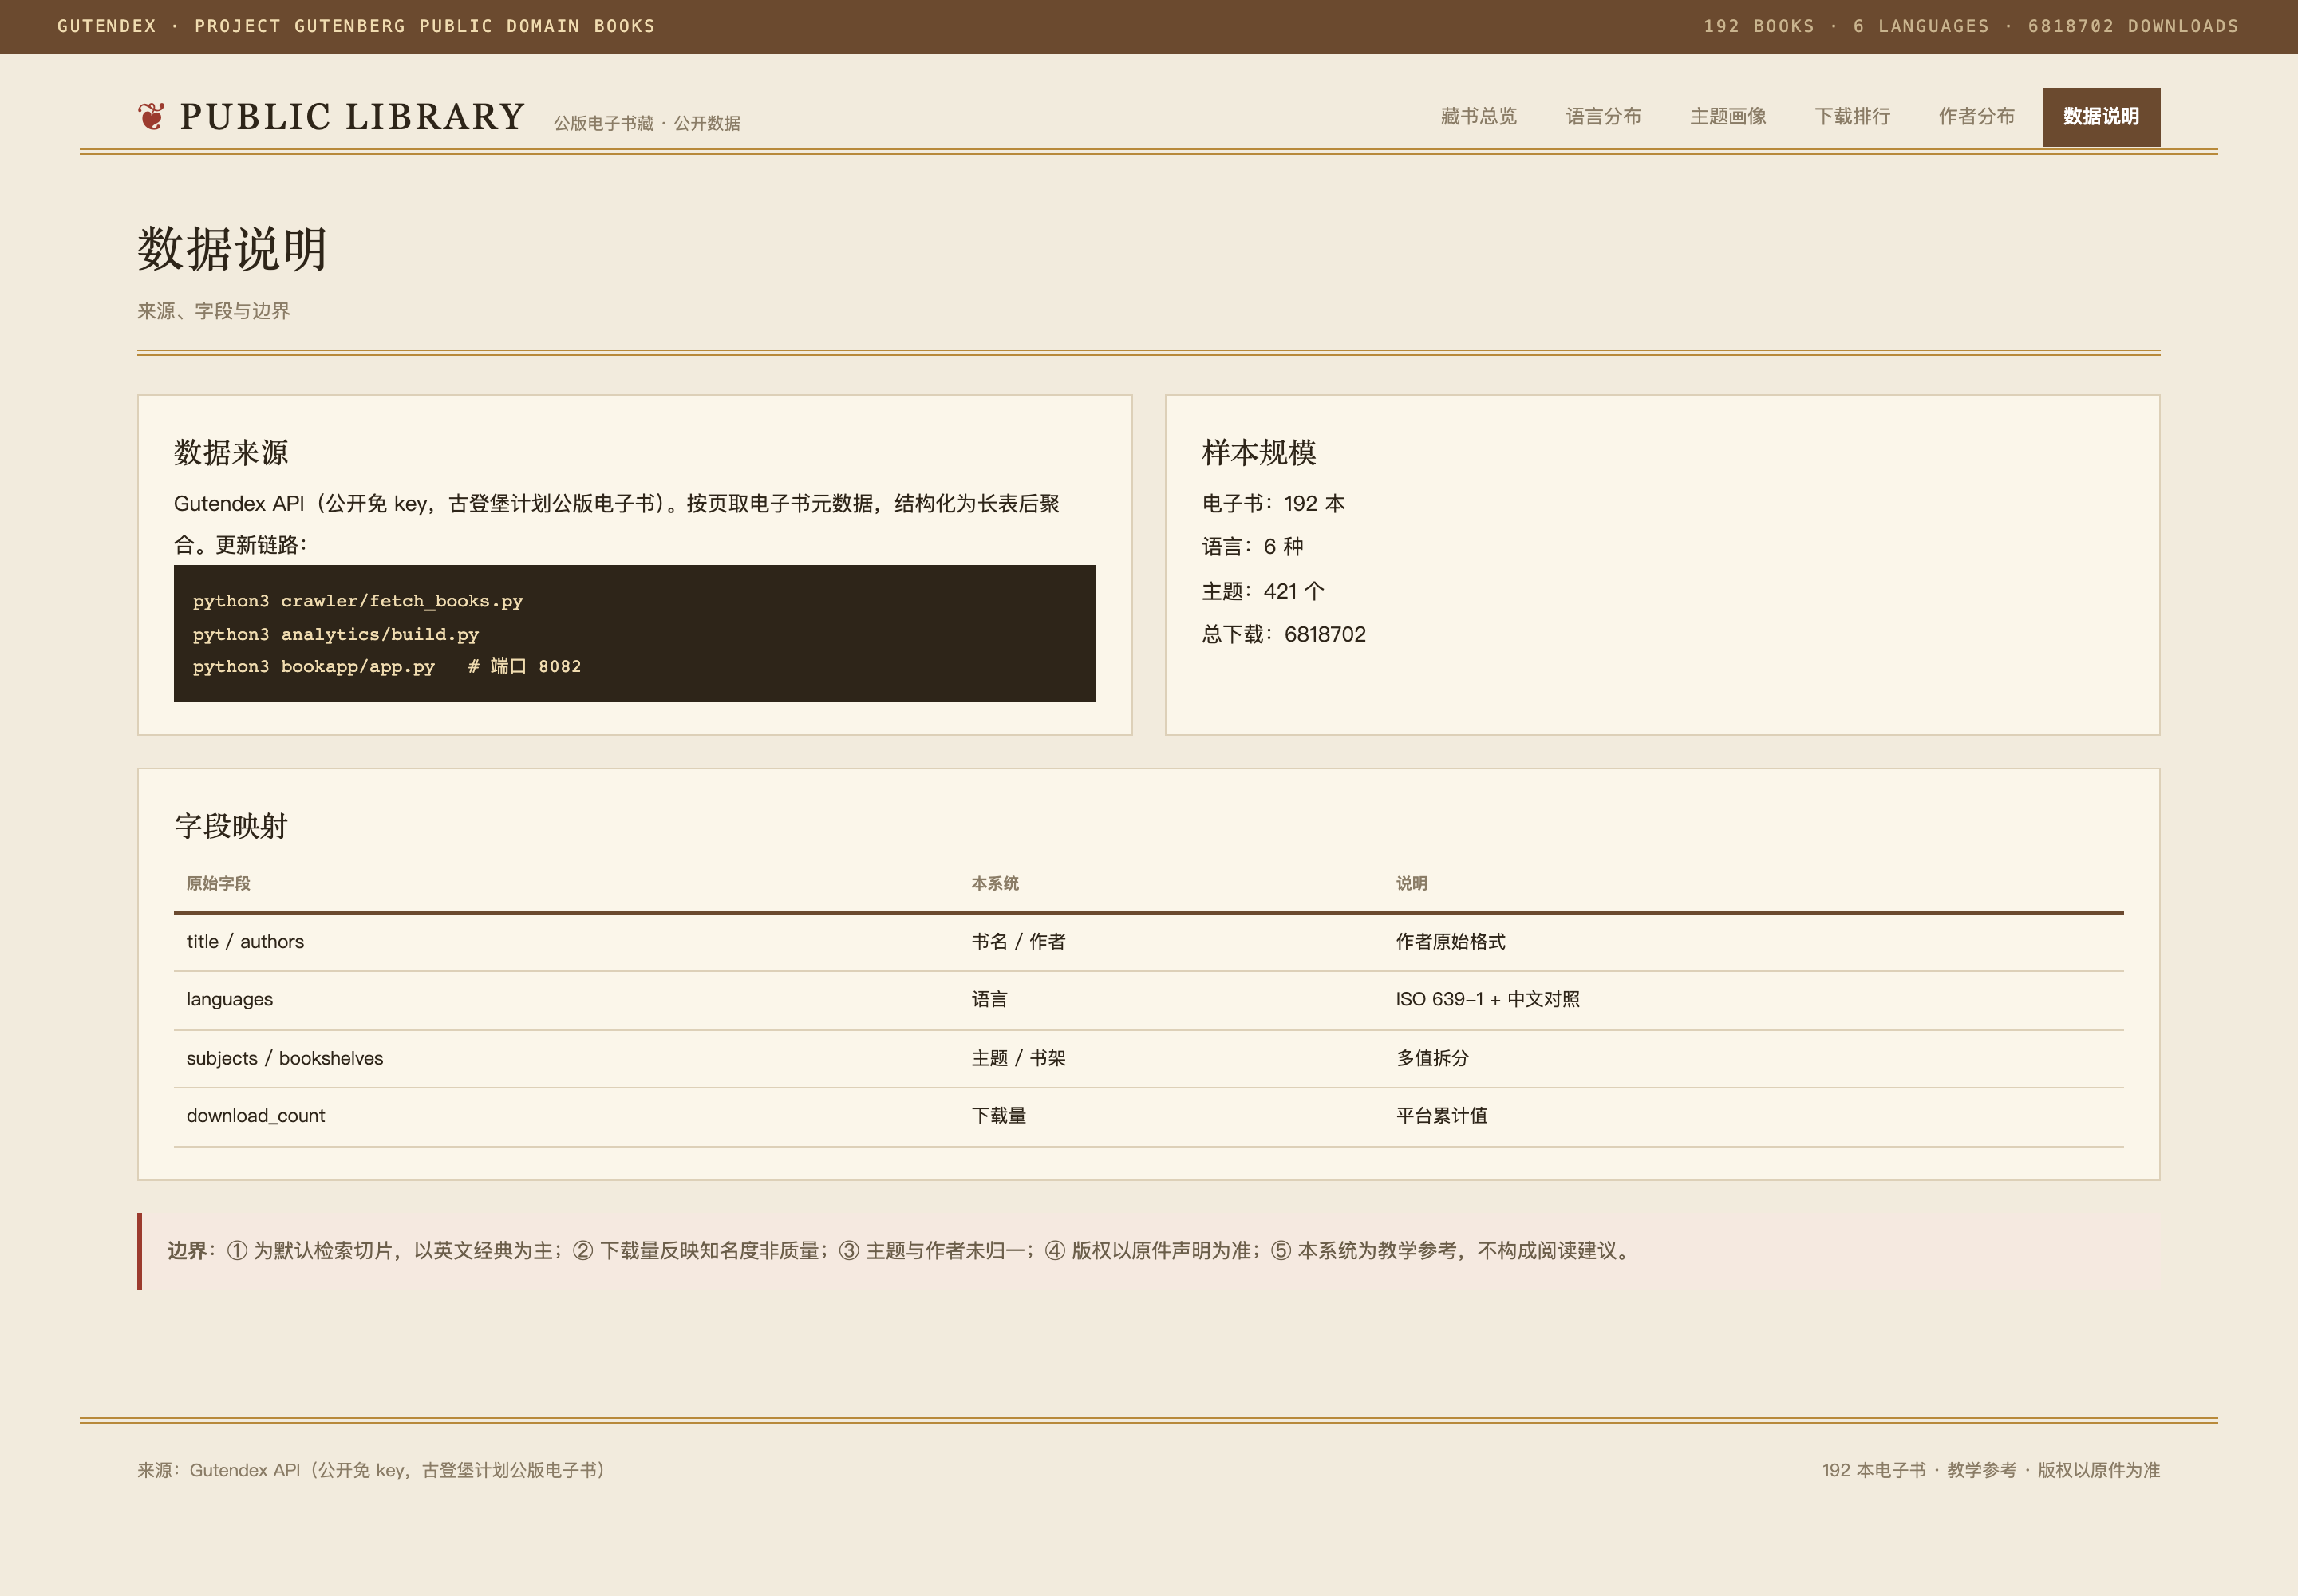 GUTENDEX · PROJECT GUTENBERG PUBLIC DOMAIN BOOKS
192 BOOKS · 6 LANGUAGES · 6818702 DOWNLOADS
❦ PUBLIC LIBRARY
公版电子书藏 · 公开数据
藏书总览
语言分布
主题画像
下载排行
作者分布
数据说明
数据说明
来源、字段与边界
数据来源
Gutendex API（公开免 key，古登堡计划公版电子书）。按页取电子书元数据，结构化为长表后聚
合。更新链路：
python3 crawler/fetch_books.py
python3 analytics/build.py
python3 bookapp/app.py   # 端口 8082
样本规模
电子书：192 本
语言：6 种
主题：421 个
总下载：6818702
字段映射
原始字段 本系统 说明
title / authors 书名 / 作者 作者原始格式
languages 语言 ISO 639-1 + 中文对照
subjects / bookshelves 主题 / 书架 多值拆分
download_count 下载量 平台累计值
边界：① 为默认检索切片，以英文经典为主；② 下载量反映知名度非质量；③ 主题与作者未归一；④ 版权以原件声明为准；⑤ 本系统为教学参考，不构成阅读建议。
来源：Gutendex API（公开免 key，古登堡计划公版电子书）
192 本电子书 · 教学参考 · 版权以原件为准